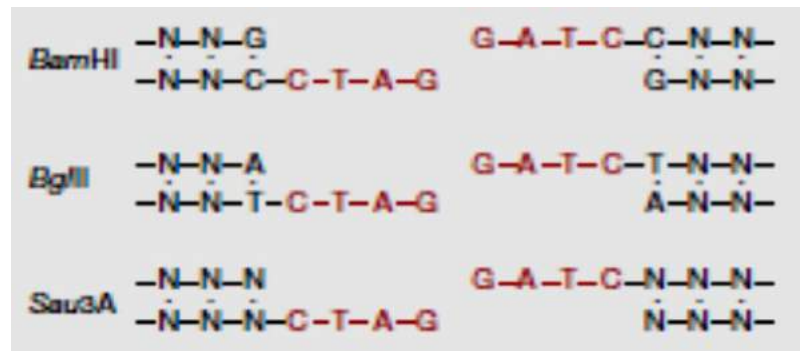 –N–N–G G–A–T–C–C–N–N–
BamHI
–N–N–C–C–T–A–G G–N–N–
–N–N–A G–A–T–C–T–N–N–
BglII
–N–N–T–C–T–A–G A–N–N–
–N–N–N G–A–T–C–N–N–N–
Sau3A
–N–N–N–C–T–A–G N–N–N–